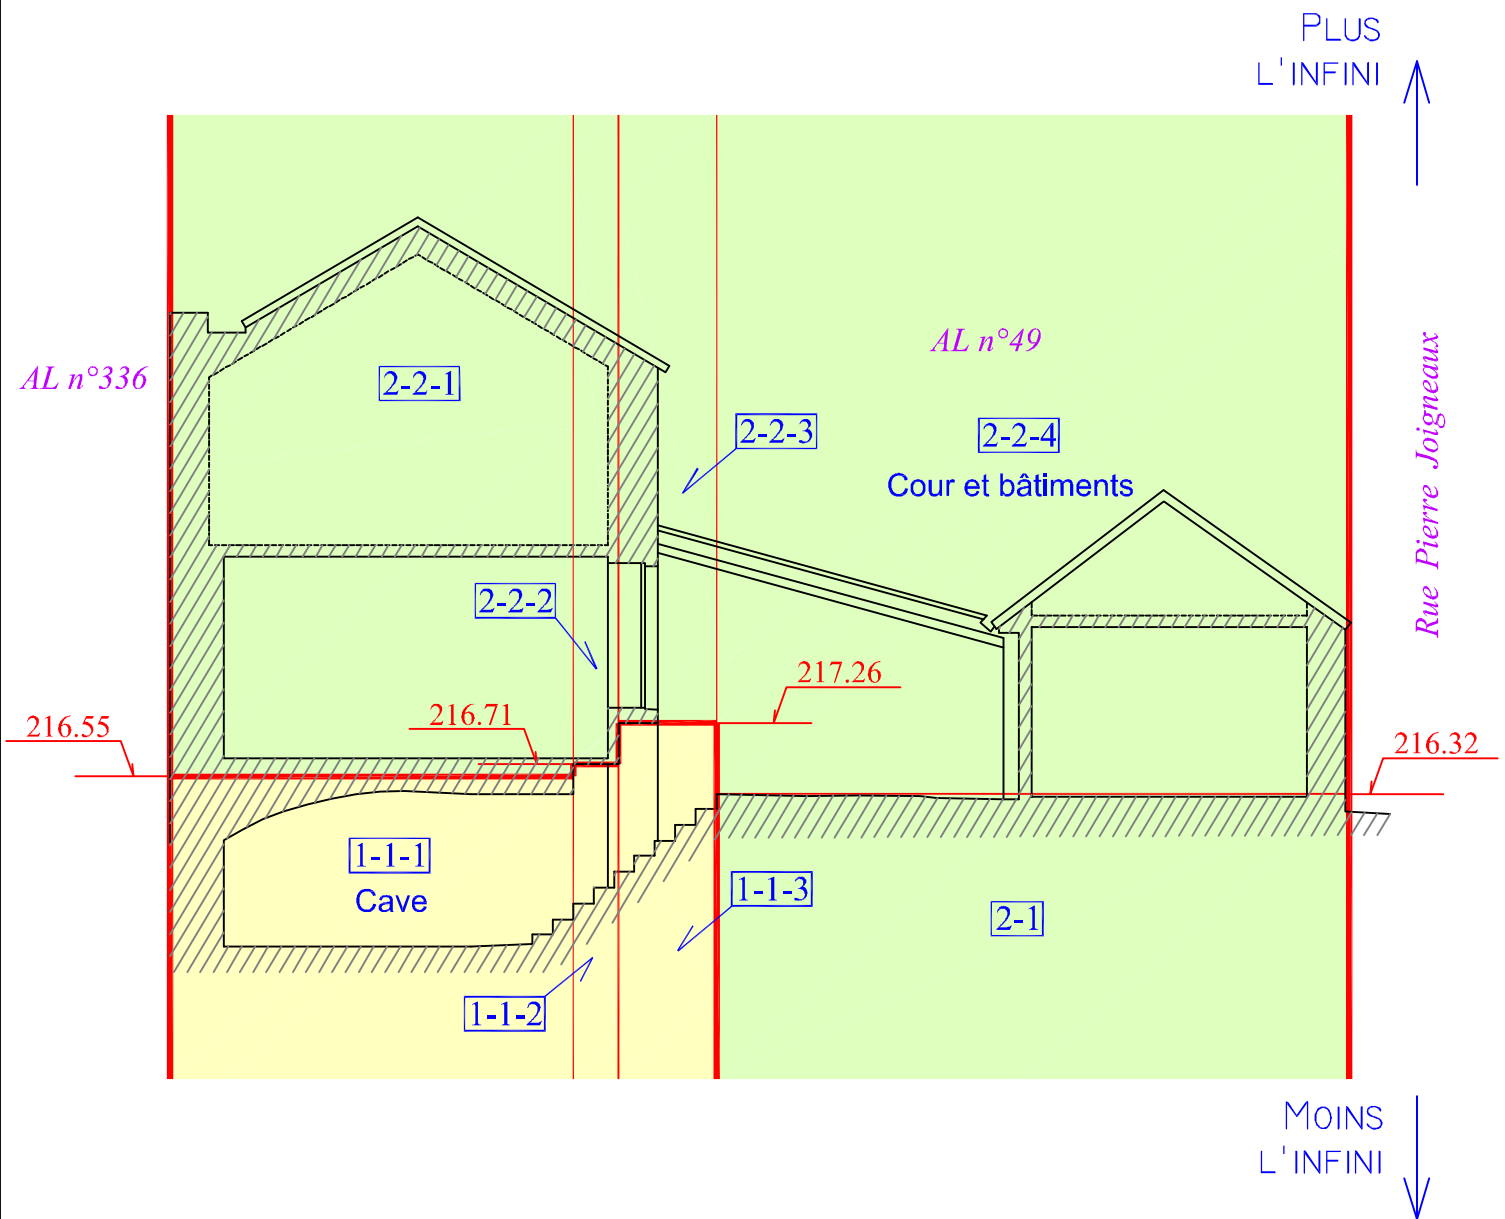 PLUS
L'INFINI
AL n°336
AL n°49
Rue Pierre Joigneaux
2-2-1
2-2-3
2-2-4
Cour et bâtiments
2-2-2
217.26
216.71
216.55
216.32
1-1-1
Cave
1-1-3
2-1
1-1-2
MOINS
L'INFINI